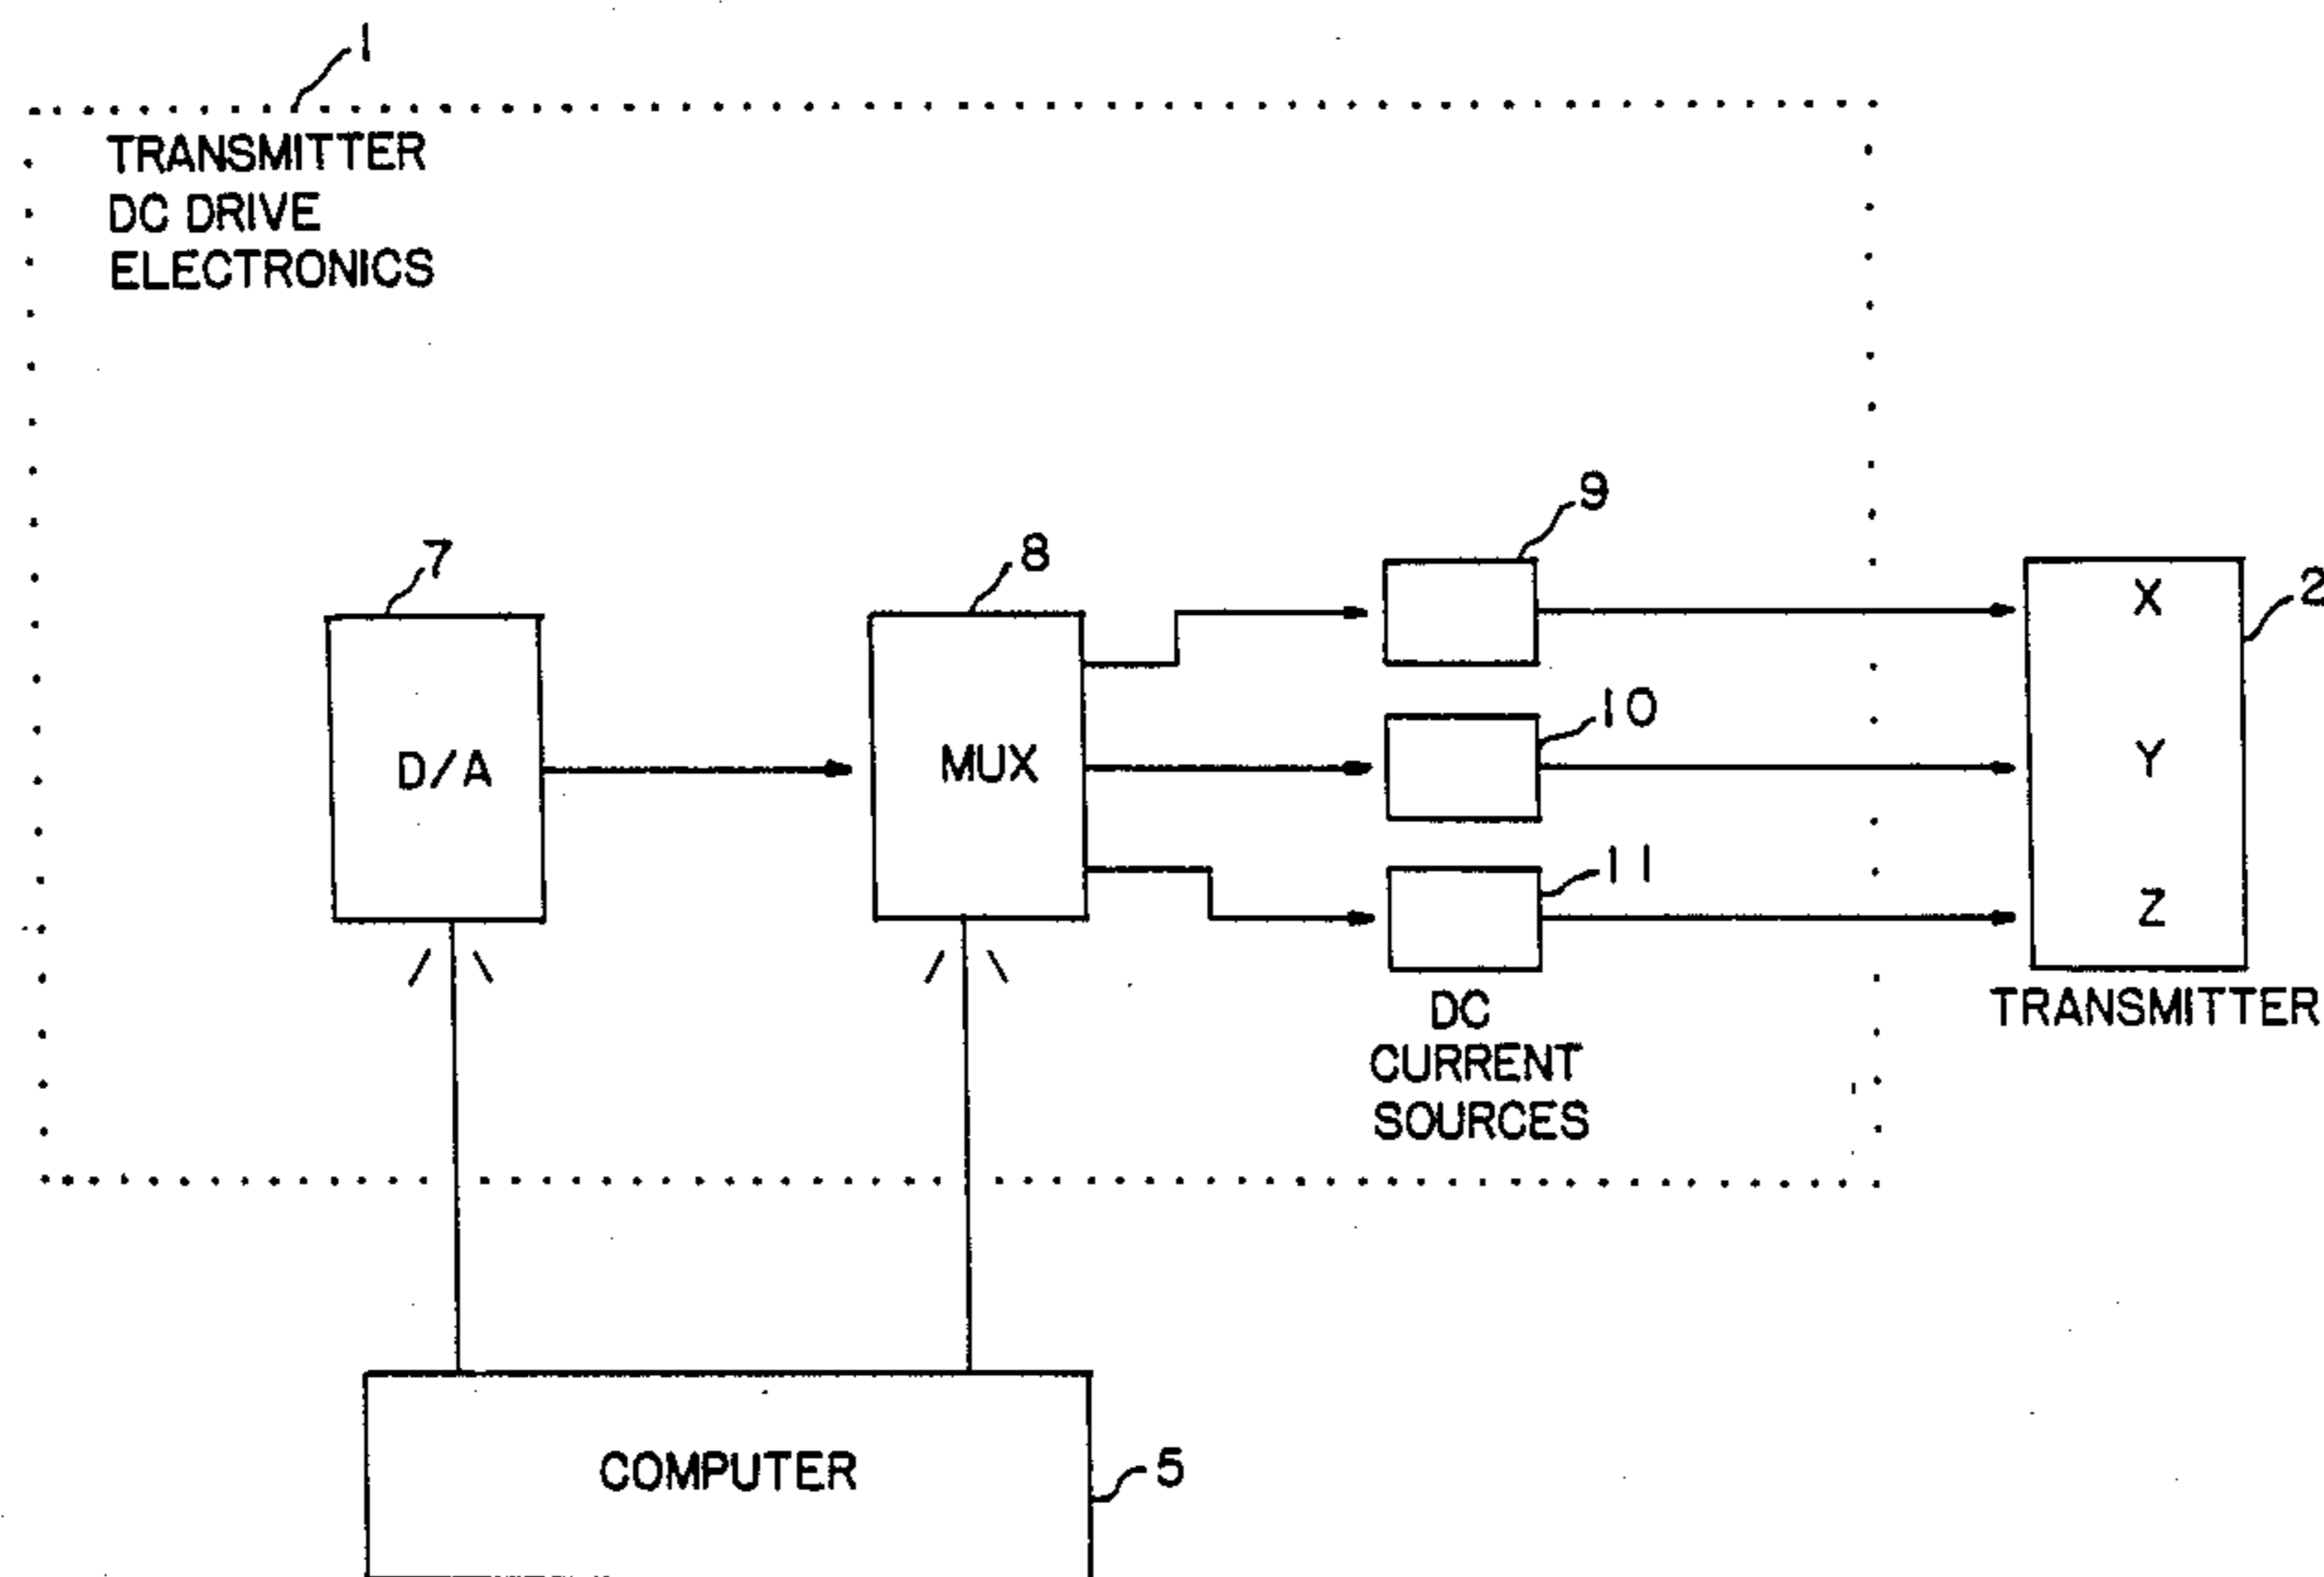 1
TRANSMITTER
DC DRIVE
ELECTRONICS
9
7
8
2
X
10
D/A
MUX
Y
11
Z
DC
CURRENT
SOURCES
TRANSMITTER
COMPUTER
5